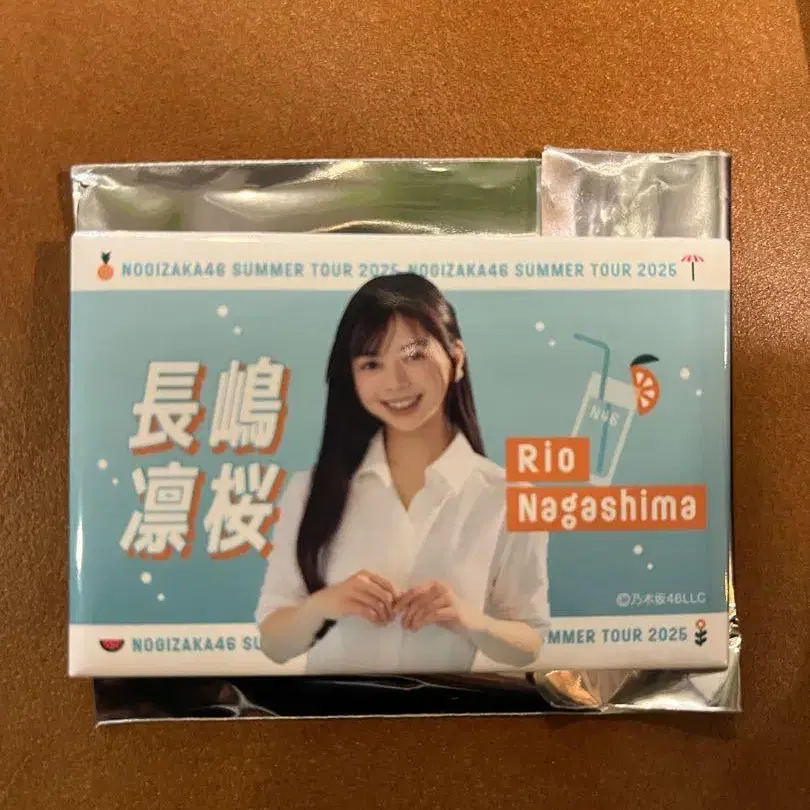 NOGIZAKA46 SUMMER TOUR 2025 NOGIZAKA46 SUMMER TOUR 2025
長嶋
凛桜
N46
Rio
Nagashima
©乃木坂46LLC
NOGIZAKA46 SU
MMER TOUR 2025